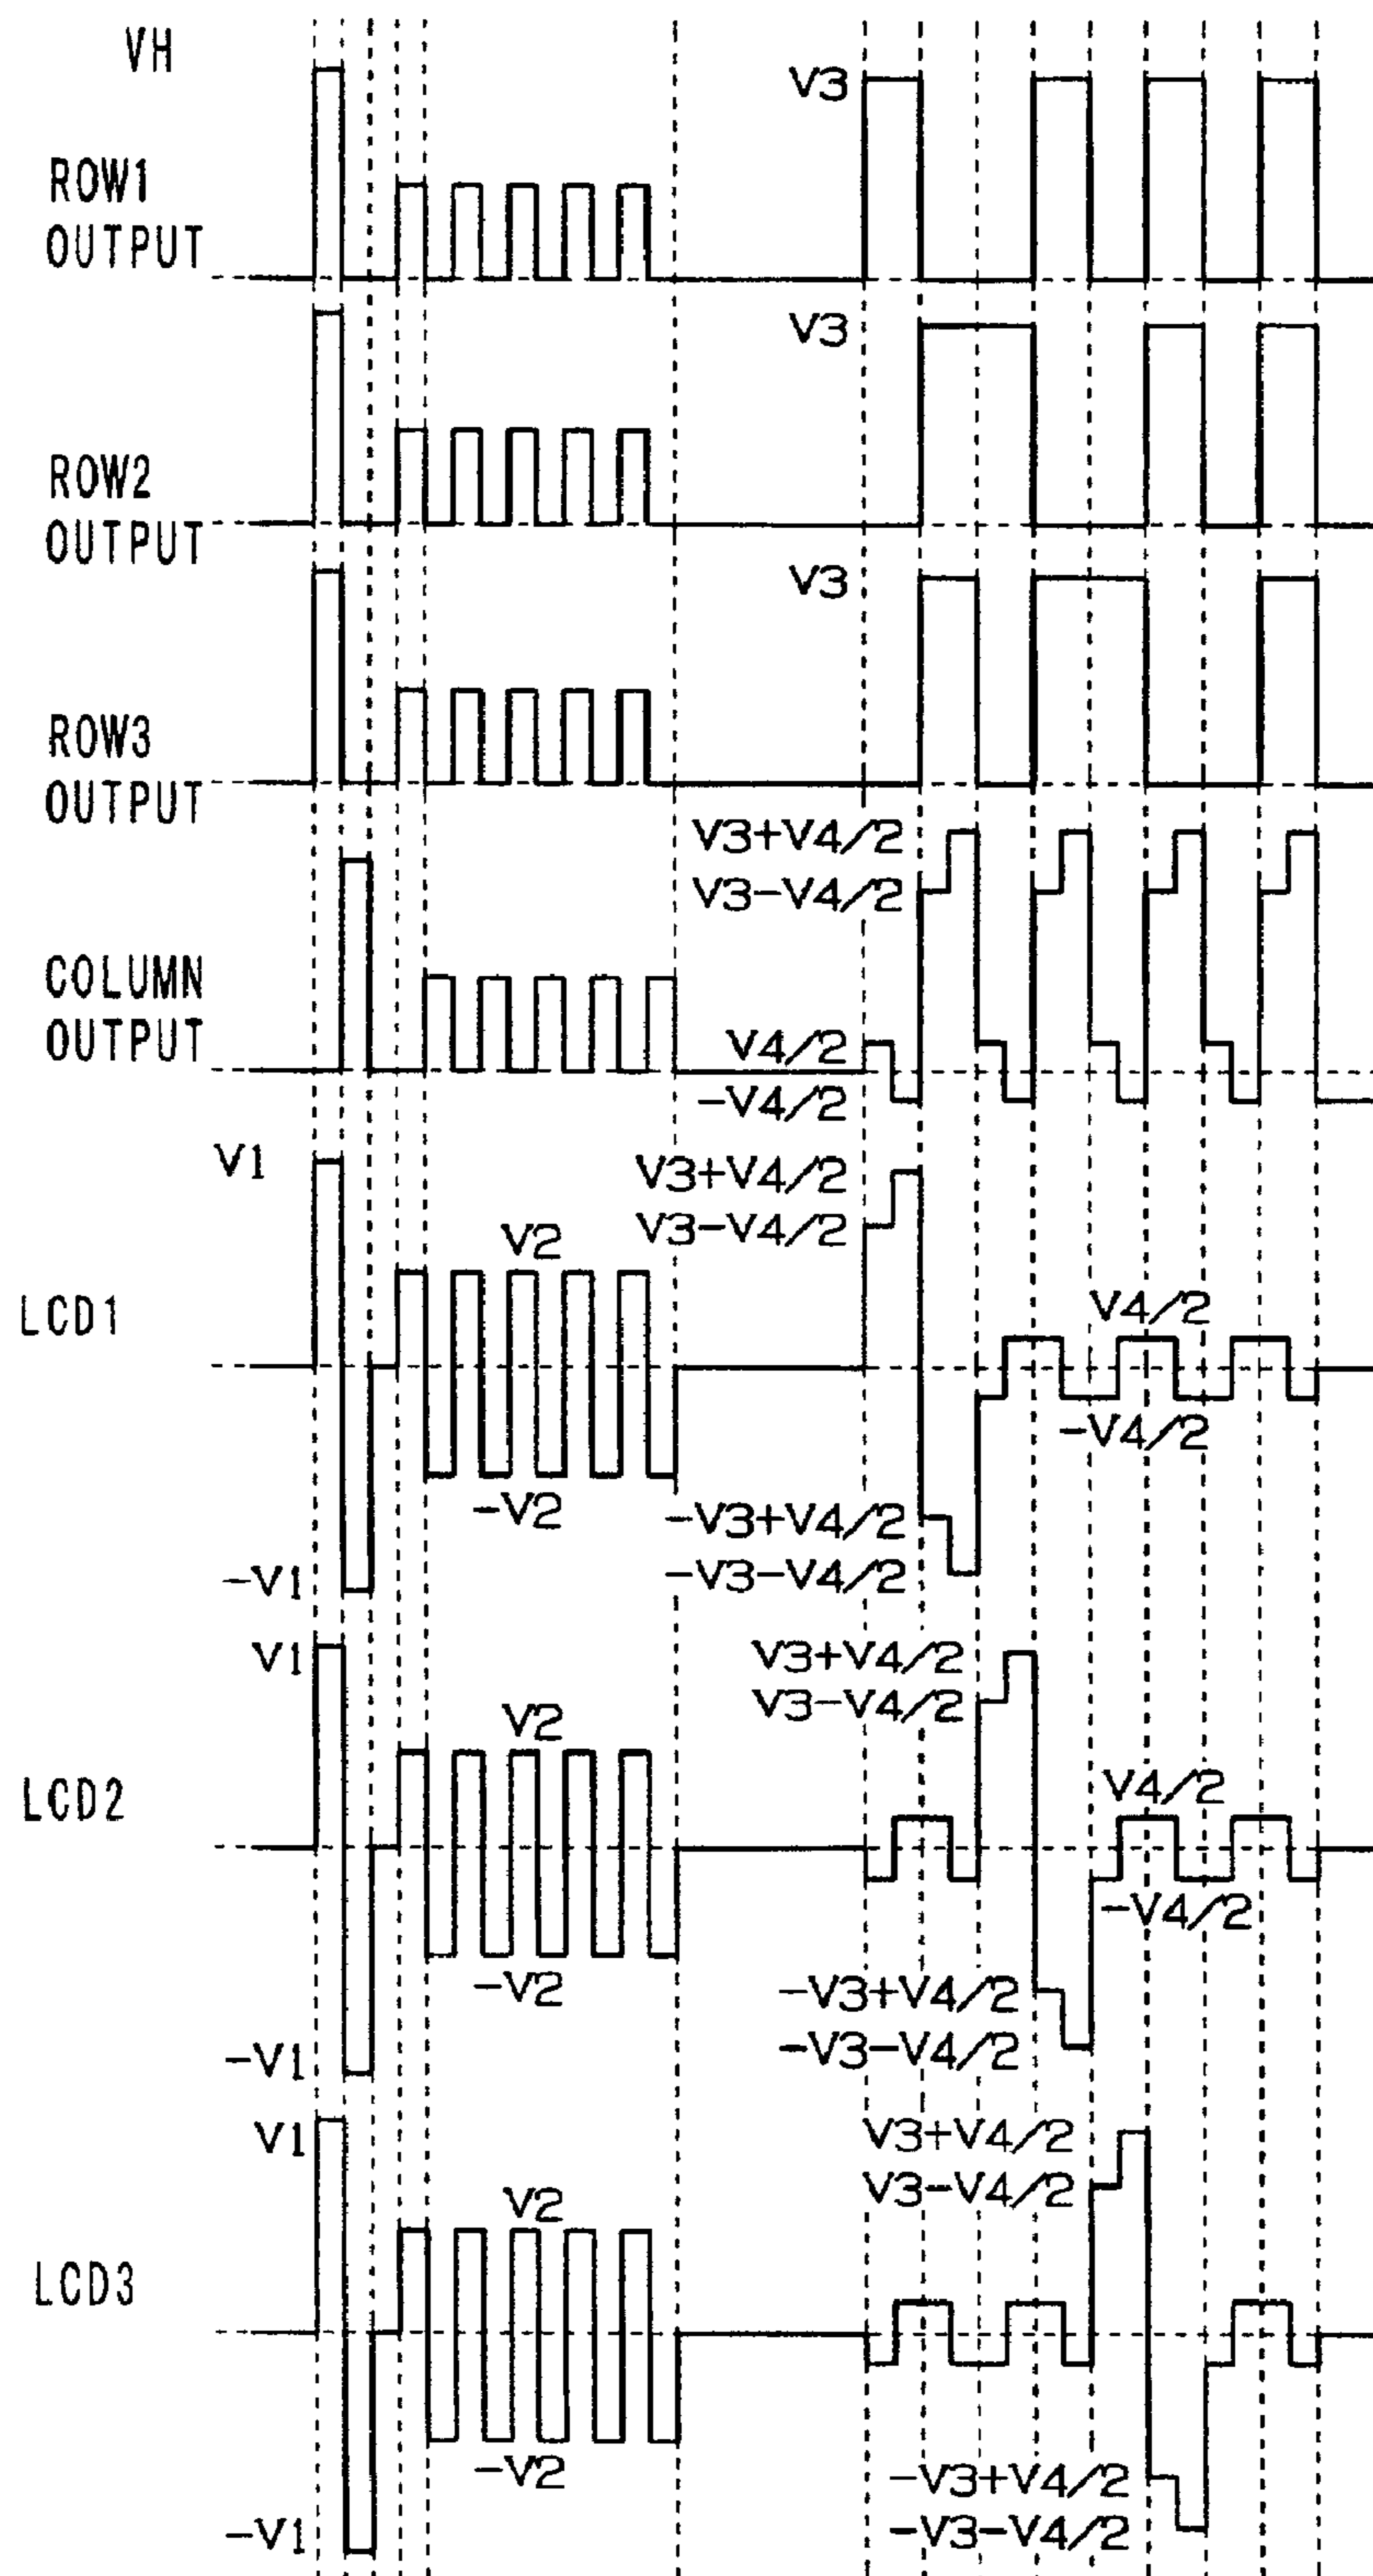 VH
V3
ROW1
OUTPUT
V3
ROW2
OUTPUT
V3
ROW3
OUTPUT
V3+V4/2
V3-V4/2
COLUMN
OUTPUT
V4/2
-V4/2
V1
V3+V4/2
V3-V4/2
V2
LCD1
V4/2
-V4/2
-V2
-V3+V4/2
-V3-V4/2
-V1
V1
V3+V4/2
V3-V4/2
V2
LCD2
V4/2
-V4/2
-V2
-V3+V4/2
-V3-V4/2
-V1
V1
V3+V4/2
V3-V4/2
V2
LCD3
-V2
-V3+V4/2
-V3-V4/2
-V1